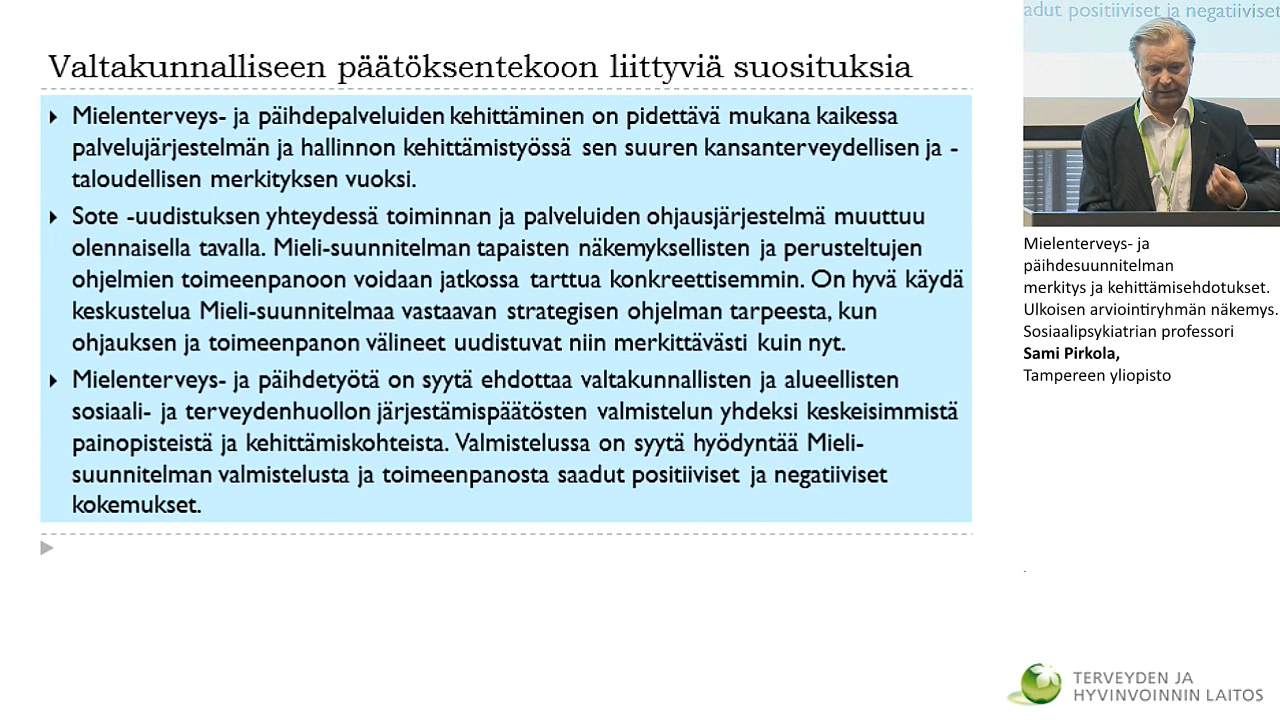 Valtakunnalliseen päätöksentekoon liittyviä suosituksia
Mielenterveys- ja päihdepalveluiden kehittäminen on pidettävä mukana kaikessa
palvelujärjestelmän ja hallinnon kehittämistyössä sen suuren kansanterveydellisen ja -
taloudellisen merkityksen vuoksi.
Sote -uudistuksen yhteydessä toiminnan ja palveluiden ohjausjärjestelmä muuttuu
olennaisella tavalla. Mieli-suunnitelman tapaisten näkemyksellisten ja perusteltujen
ohjelmien toimeenpanoon voidaan jatkossa tarttua konkreettisemmin. On hyvä käydä
keskustelua Mieli-suunnitelmaa vastaavan strategisen ohjelman tarpeesta, kun
ohjauksen ja toimeenpanon välineet uudistuvat niin merkittävästi kuin nyt.
Mielenterveys- ja päihdetyötä on syytä ehdottaa valtakunnallisten ja alueellisten
sosiaali- ja terveydenhuollon järjestämispäätösten valmistelun yhdeksi keskeisimmistä
painopisteistä ja kehittämiskohteista. Valmistelussa on syytä hyödyntää Mieli-
suunnitelman valmistelusta ja toimeenpanosta saadut positiiviset ja negatiiviset
kokemukset.
adut positiiviset ja negatiiviset
Mielenterveys- ja
päihdesuunnitelman
merkitys ja kehittämisehdotukset.
Ulkoisen arviointiryhmän näkemys.
Sosiaalipsykiatrian professori
Sami Pirkola,
Tampereen yliopisto
.
TERVEYDEN JA
HYVINVOINNIN LAITOS